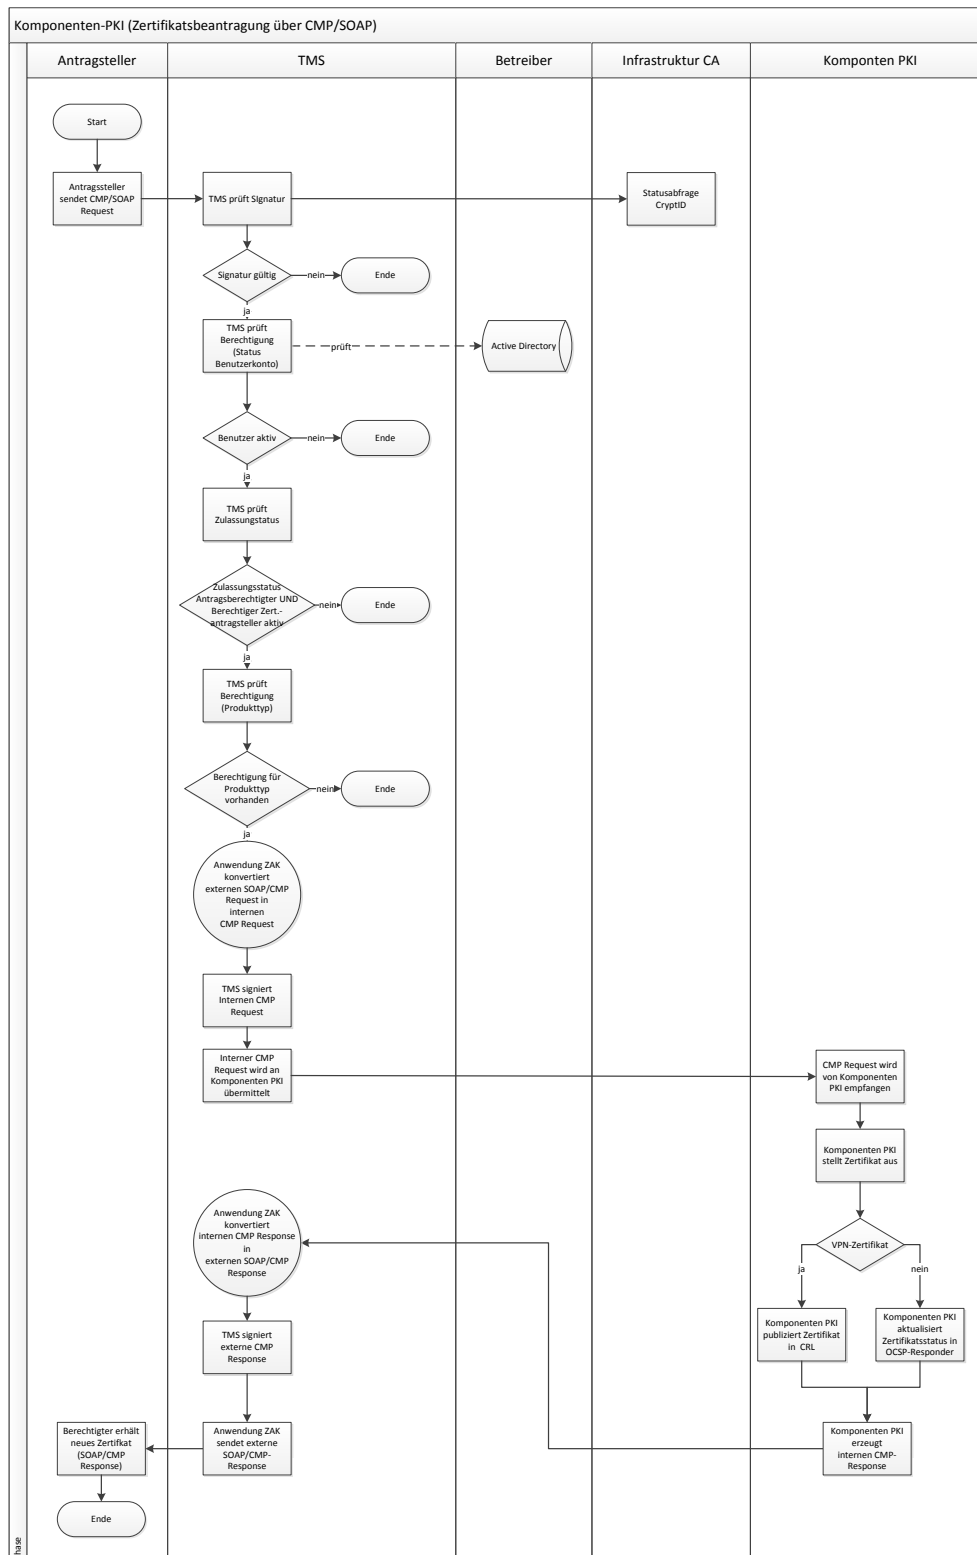 Komponenten-PKI (Zertifikatsbeantragung über CMP/SOAP)
Antragsteller
TMS
Betreiber
Infrastruktur CA
Komponten PKI
Start
Antragssteller
sendet CMP/SOAP
Request
TMS prüft SIgnatur
Statusabfrage
CryptID
Signatur gültig
nein
Ende
ja
TMS prüft
Berechtigung
(Status
Benutzerkonto)
prüft
Active Directory
Benutzer aktiv
nein
Ende
ja
TMS prüft
Zulassungstatus
Zulassungsstatus
Antragsberechtigter UND
Berechtiger Zert.-
antragsteller aktiv
nein
Ende
ja
TMS prüft
Berechtigung
(Produkttyp)
Berechtigung für
Produkttyp
vorhanden
nein
Ende
ja
Anwendung ZAK
konvertiert
externen SOAP/CMP
Request in
internen
CMP Request
TMS signiert
Internen CMP
Request
Interner CMP
Request wird an
Komponenten PKI
übermittelt
CMP Request wird
von Komponenten
PKI empfangen
Komponenten PKI
stellt Zertifikat aus
VPN-Zertifikat
ja
nein
Komponenten PKI
publiziert Zertifikat
in CRL
Komponenten PKI
aktualisiert
Zertifikatsstatus in
OCSP-Responder
Komponenten PKI
erzeugt
internen CMP-
Response
Anwendung ZAK
konvertiert
internen CMP Response
in
externen SOAP/CMP
Response
TMS signiert
externe CMP
Response
Anwendung ZAK
sendet externe
SOAP/CMP-
Response
Berechtigter erhält
neues Zertifkat
(SOAP/CMP
Response)
Ende
hase